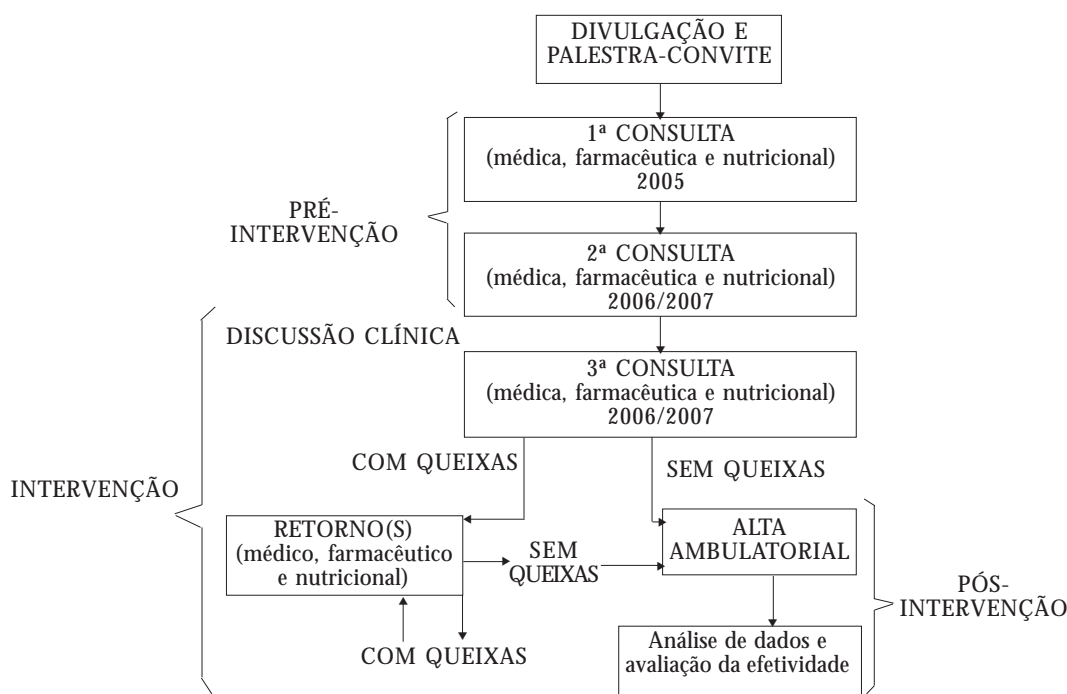 DIVULGAÇÃO E
PALESTRA-CONVITE
1ª CONSULTA
(médica, farmacêutica e nutricional)
2005
PRÉ-
INTERVENÇÃO
2ª CONSULTA
(médica, farmacêutica e nutricional)
2006/2007
DISCUSSÃO CLÍNICA
3ª CONSULTA
(médica, farmacêutica e nutricional)
2006/2007
COM QUEIXAS
SEM QUEIXAS
INTERVENÇÃO
RETORNO(S)
(médico, farmacêutico
e nutricional)
SEM
QUEIXAS
ALTA
AMBULATORIAL
PÓS-
INTERVENÇÃO
COM QUEIXAS
Análise de dados e
avaliação da efetividade